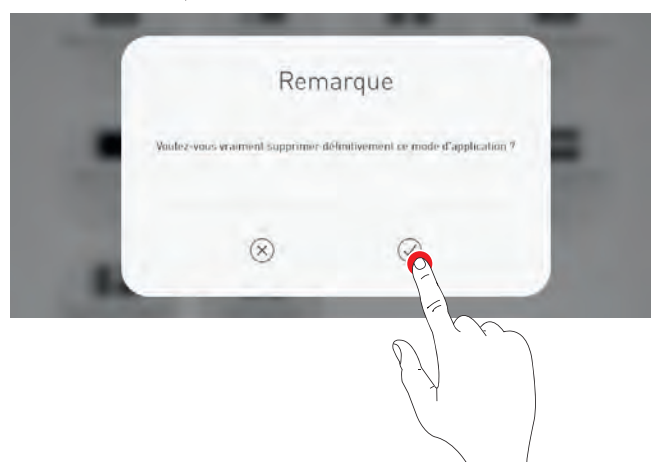 Remarque
Voulez-vous vraiment supprimer définitivement ce mode d'application ?